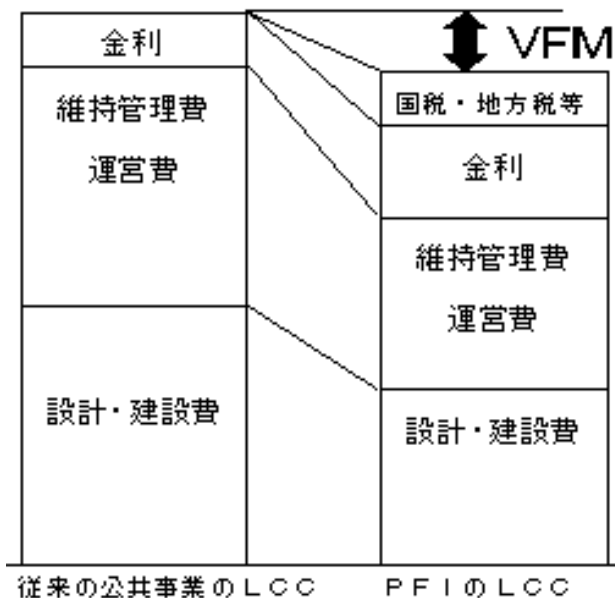 金利
維持管理費
運営費
設計・建設費
従来の公共事業のＬＣＣ
VFM
国税・地方税等
金利
維持管理費
運営費
設計・建設費
ＰＦＩのＬＣＣ